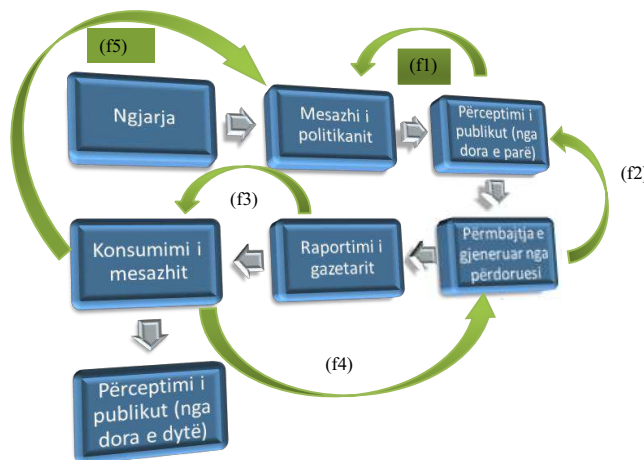 (f5)
(f1)
Ngjarja
Mesazhi i
politikanit
Përceptimi i
publikut (nga
dora e parë)
(f2)
(f3)
Konsumimi i
mesazhit
Raportimi i
gazetarit
Përmbajtja e
gjeneruar nga
përdoruesi
(f4)
Përceptimi i
publikut (nga
dora e dytë)